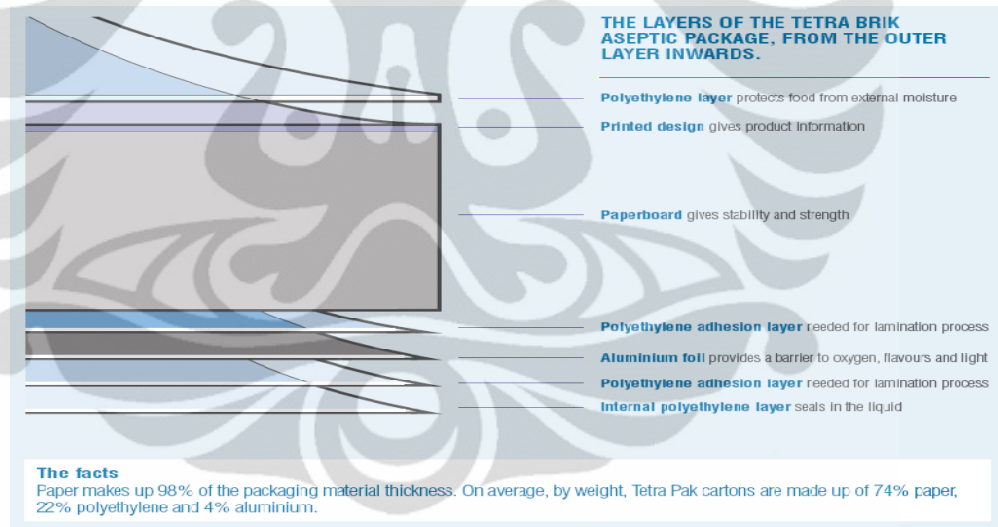 THE LAYERS OF THE TETRA BRIK
ASEPTIC PACKAGE, FROM THE OUTER
LAYER INWARDS.
Polyethylene layer protects food from external moisture
Printed design gives product information
Paperboard gives stability and strength
Polyethylene adhesion layer reeded for lamination process
Aluminium foil provides a barrier to oxygen, flavours and light
Polyethylene adhesion layer reeded for lamination process
Internal polyethylene layer seals in the liquid
The facts
Paper makes up 98% of the packaging material thickness. On average, by weight, Tetra Pak cartons are made up of 74% paper,
22% polyethylene and 4% aluminium.